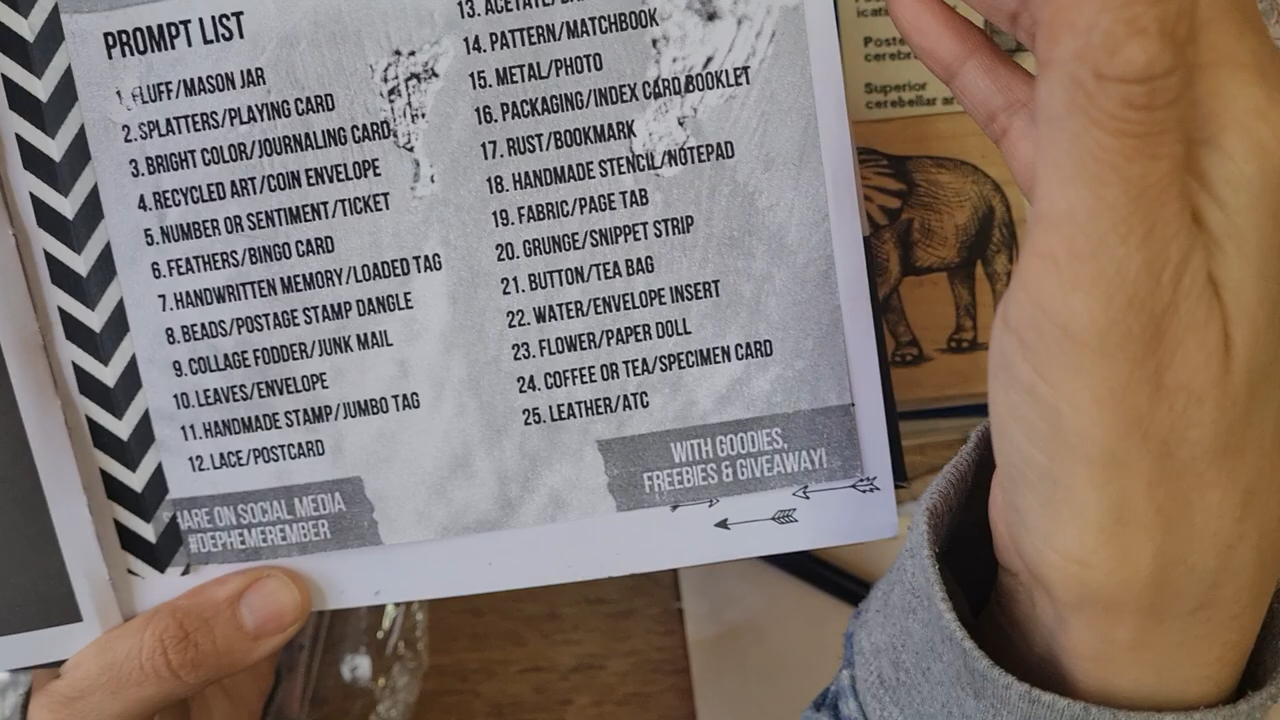 PROMPT LIST
1. FLUFF/MASON JAR
2. SPLATTERS/PLAYING CARD
3. BRIGHT COLOR/JOURNALING CARD
4. RECYCLED ART/COIN ENVELOPE
5. NUMBER OR SENTIMENT/TICKET
6. FEATHERS/BINGO CARD
7. HANDWRITTEN MEMORY/LOADED TAG
8. BEADS/POSTAGE STAMP DANGLE
9. COLLAGE FODDER/JUNK MAIL
10. LEAVES/ENVELOPE
11. HANDMADE STAMP/JUMBO TAG
12. LACE/POSTCARD
SHARE ON SOCIAL MEDIA
#DEPHEMEREMBER
13. ACETATE/
14. PATTERN/MATCHBOOK
15. METAL/PHOTO
16. PACKAGING/INDEX CARD BOOKLET
17. RUST/BOOKMARK
18. HANDMADE STENCIL/NOTEPAD
19. FABRIC/PAGE TAB
20. GRUNGE/SNIPPET STRIP
21. BUTTON/TEA BAG
22. WATER/ENVELOPE INSERT
23. FLOWER/PAPER DOLL
24. COFFEE OR TEA/SPECIMEN CARD
25. LEATHER/ATC
WITH GOODIES,
FREEBIES & GIVEAWAY!
Superior
cerebellar